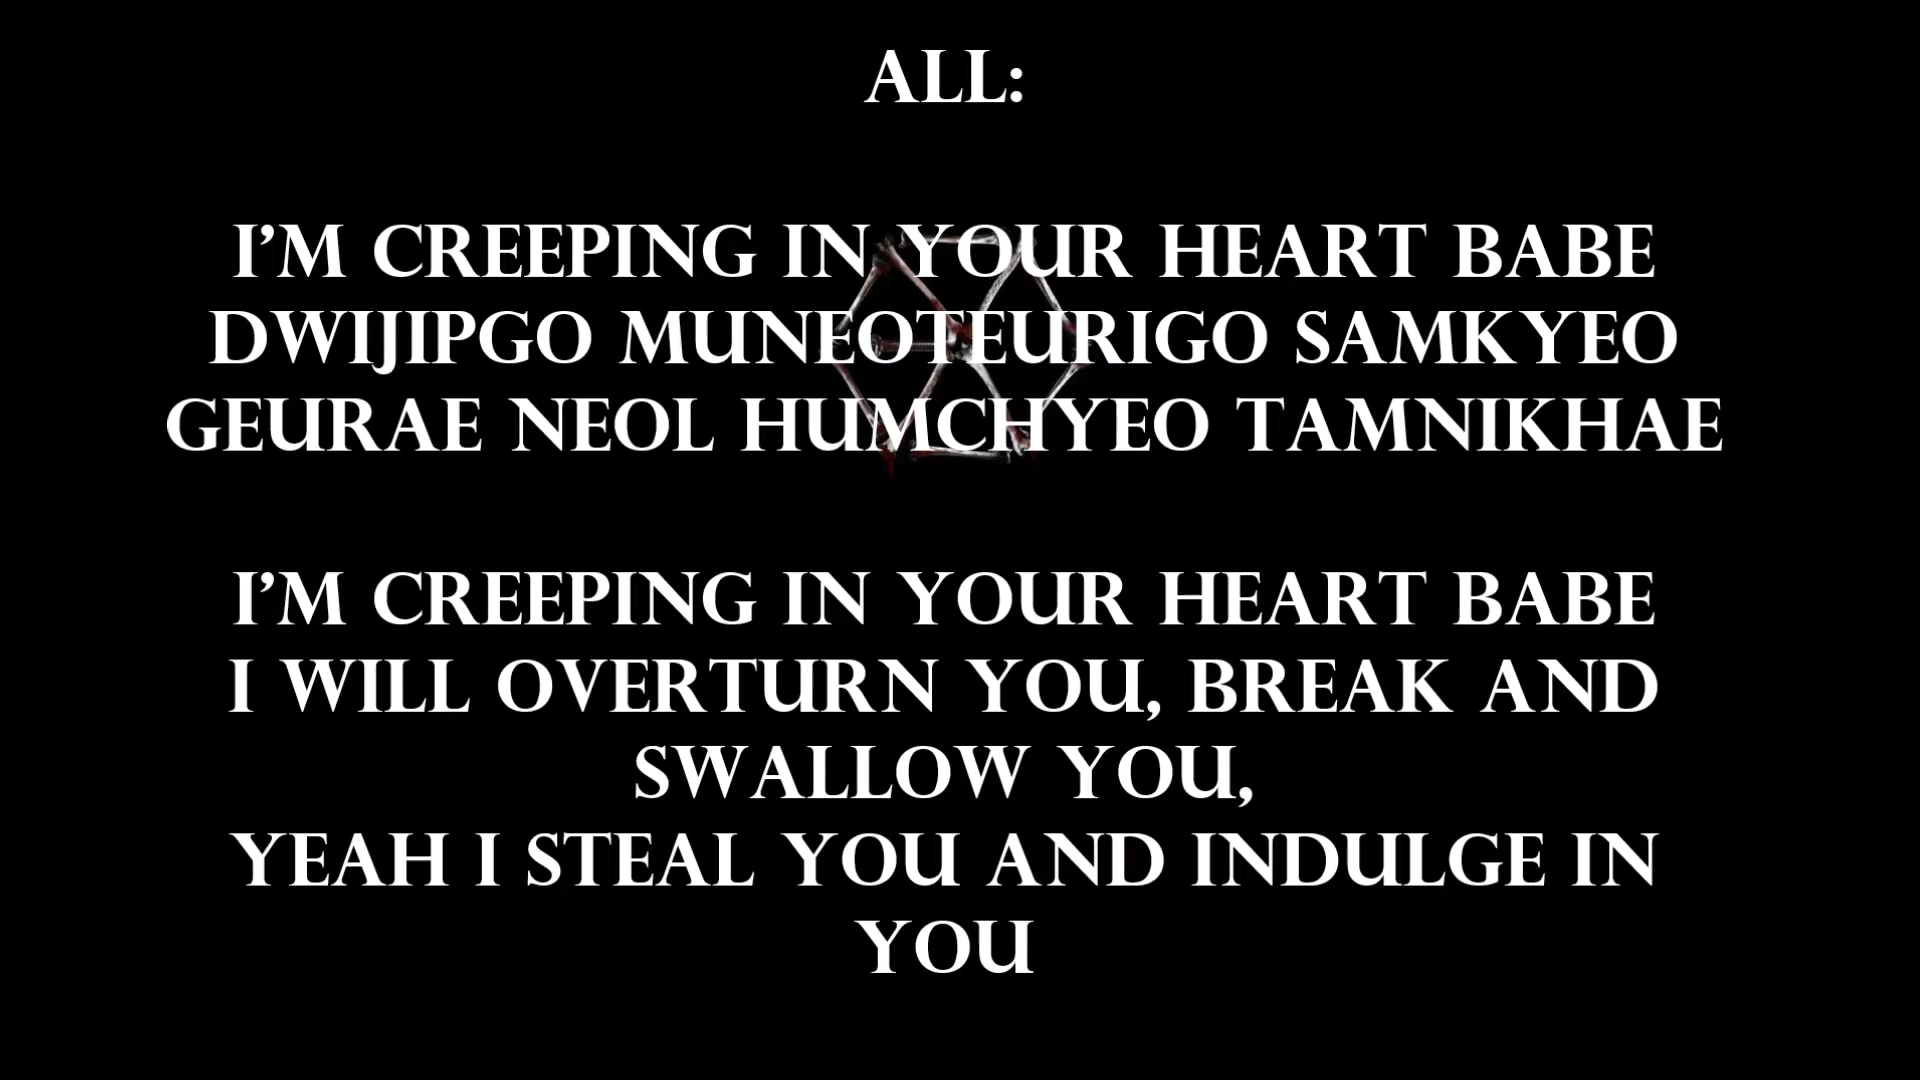 ALL:
I'M CREEPING IN YOUR HEART BABE
DWIJIPGO MUNEOTEURIGO SAMKYEO
GEURAE NEOL HUMCHYEO TAMNIKHAE
I'M CREEPING IN YOUR HEART BABE
I WILL OVERTURN YOU, BREAK AND
SWALLOW YOU,
YEAH I STEAL YOU AND INDULGE IN
YOU